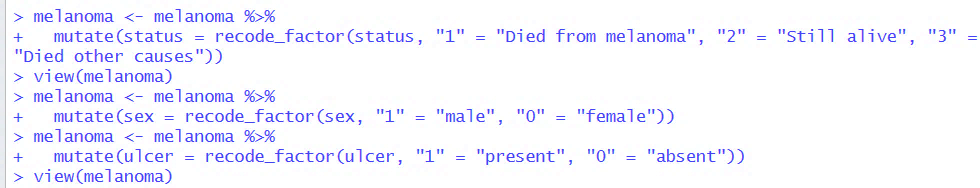 > melanoma <- melanoma %>%
+   mutate(status = recode_factor(status, "1" = "Died from melanoma", "2" = "Still alive", "3" =
"Died other causes"))
> view(melanoma)
> melanoma <- melanoma %>%
+   mutate(sex = recode_factor(sex, "1" = "male", "0" = "female"))
> melanoma <- melanoma %>%
+   mutate(ulcer = recode_factor(ulcer, "1" = "present", "0" = "absent"))
> view(melanoma)